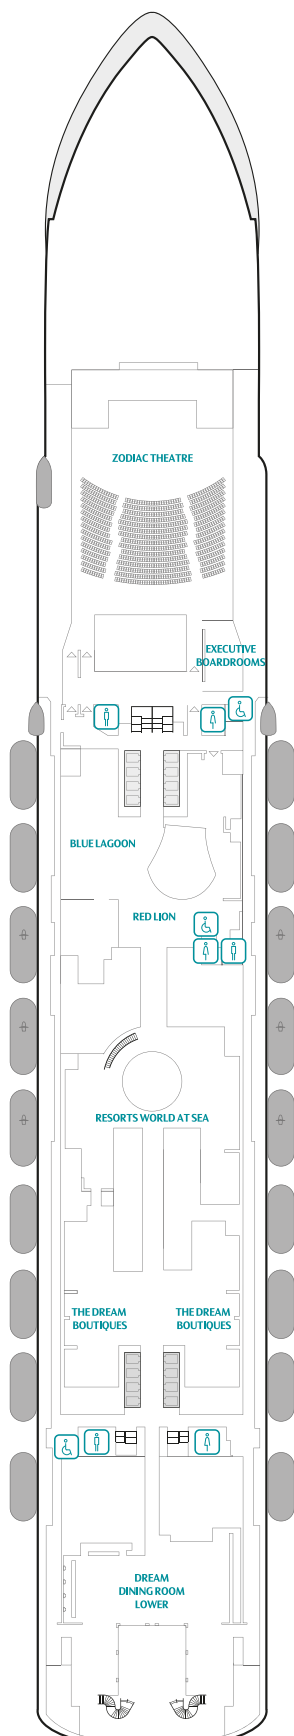 ZODIAC THEATRE
EXECUTIVE
BOARDROOMS
BLUE LAGOON
RED LION
RESORTS WORLD AT SEA
THE DREAM
BOUTIQUES
THE DREAM
BOUTIQUES
DREAM
DINING ROOM
LOWER